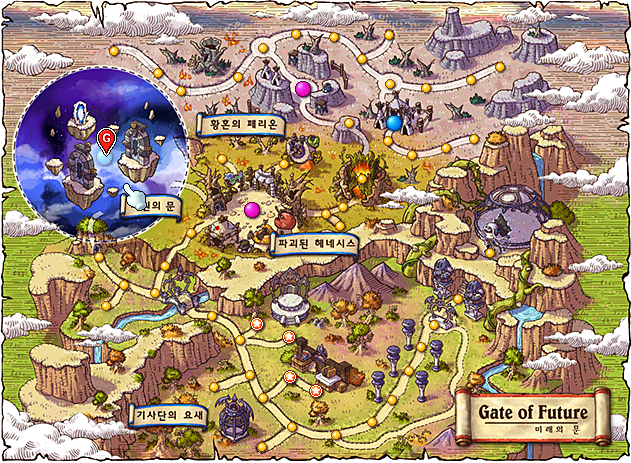 G
황혼의 페리온
의 문
파괴된 헤네시스
기사단의 요새
Gate of Future
미래의 문